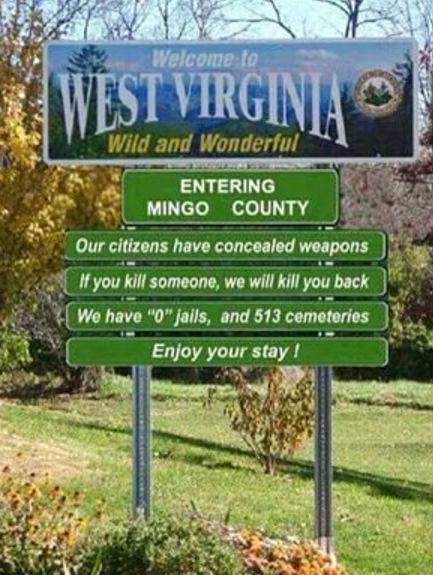 Welcome to
WEST VIRGINIA
Wild and Wonderful
ENTERING
MINGO COUNTY
Our citizens have concealed weapons
If you kill someone, we will kill you back
We have "0" jails, and 513 cemeteries
Enjoy your stay !